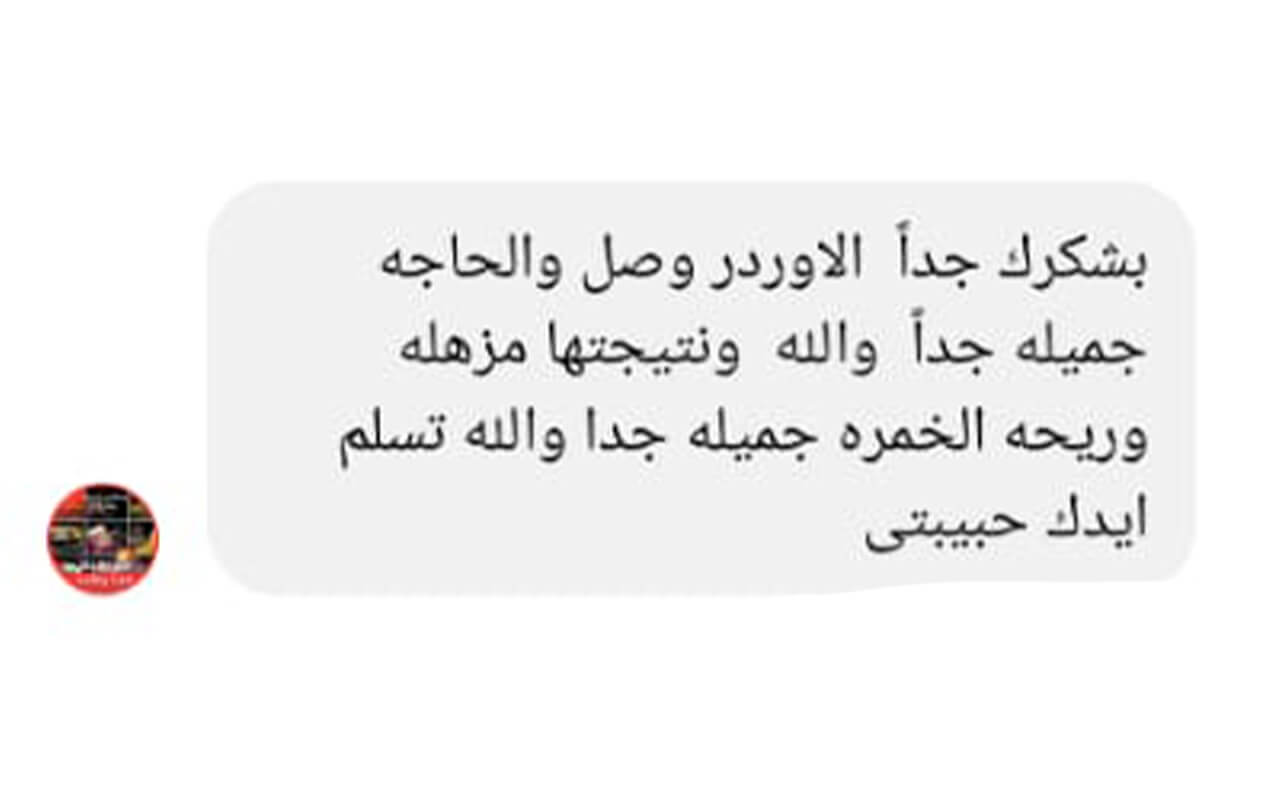 بشكرك جداً  الاوردر وصل والحاجه
جميله جداً  والله  ونتيجتها مزهله
وريحه الخمره جميله جدا والله تسلم
ايدك حبيبتى